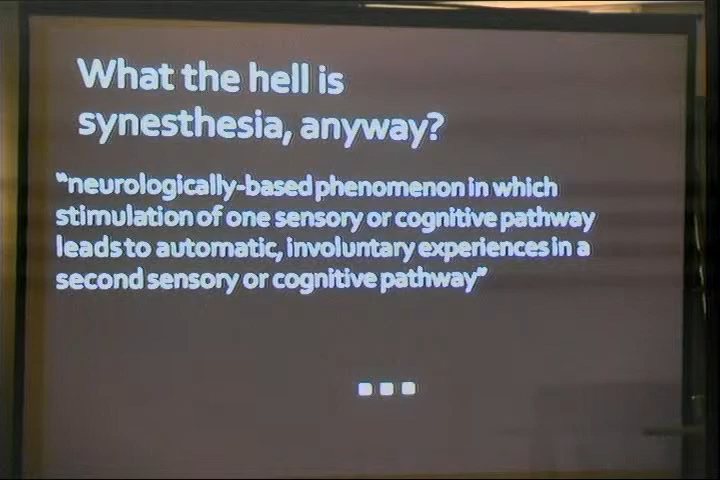 What the hell is
synesthesia, anyway?
"neurologically-based phenomenon in which
stimulation of one sensory or cognitive pathway
leads to automatic, involuntary experiences in a
second sensory or cognitive pathway"
...